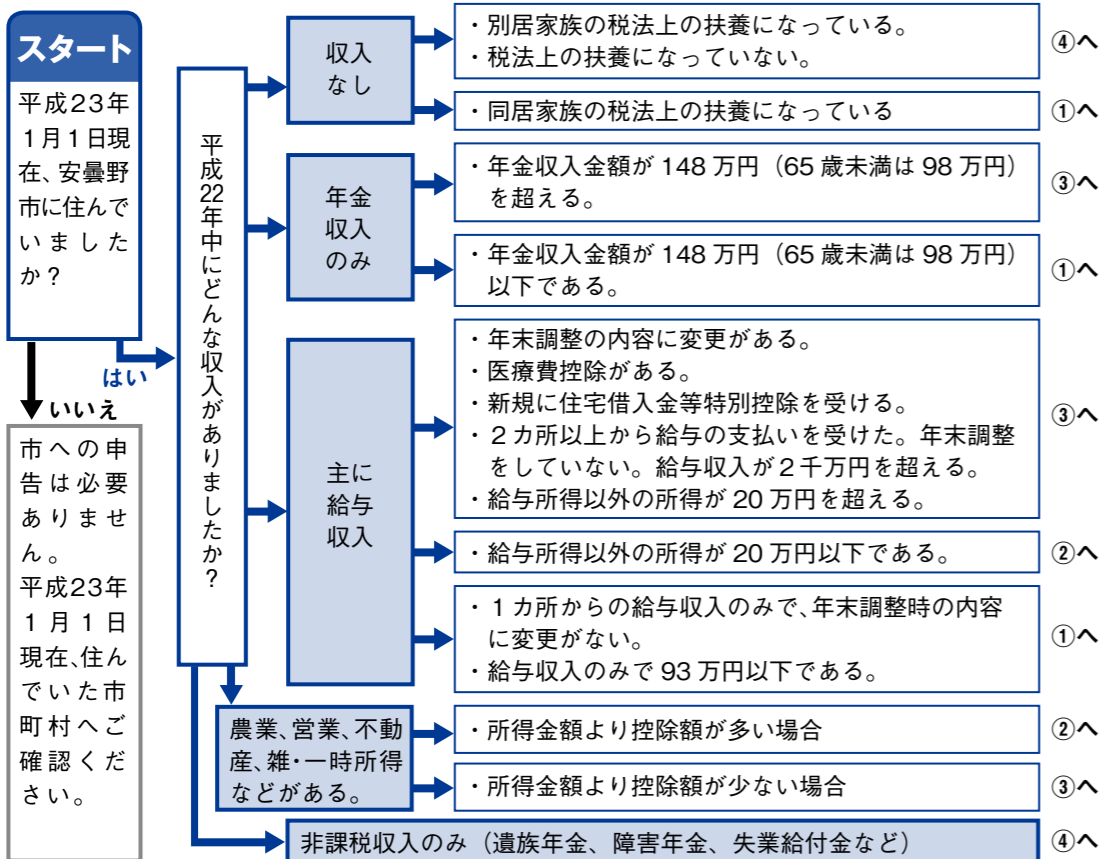 スタート
平成23年
1月1日現
在、安曇野
市に住んで
いました
か？
はい
いいえ
市への申
告は必要
ありませ
ん。
平成23年
1月1日
現在、住ん
でいた市
町村へご
確認くだ
さい。
平成22年中にどんな収入がありましたか？
収入
なし
・別居家族の税法上の扶養になっている。
・税法上の扶養になっていない。
④へ
・同居家族の税法上の扶養になっている
①へ
年金
収入
のみ
・年金収入金額が 148 万円（65 歳未満は 98 万円）
を超える。
③へ
・年金収入金額が 148 万円（65 歳未満は 98 万円）
以下である。
①へ
主に
給与
収入
・年末調整の内容に変更がある。
・医療費控除がある。
・新規に住宅借入金等特別控除を受ける。
・２カ所以上から給与の支払いを受けた。年末調整
をしていない。給与収入が２千万円を超える。
・給与所得以外の所得が 20 万円を超える。
③へ
・給与所得以外の所得が 20 万円以下である。
②へ
・１カ所からの給与収入のみで、年末調整時の内容
に変更がない。
・給与収入のみで 93 万円以下である。
①へ
農業、営業、不動
産、雑・一時所得
などがある。
・所得金額より控除額が多い場合
②へ
・所得金額より控除額が少ない場合
③へ
非課税収入のみ（遺族年金、障害年金、失業給付金など）
④へ